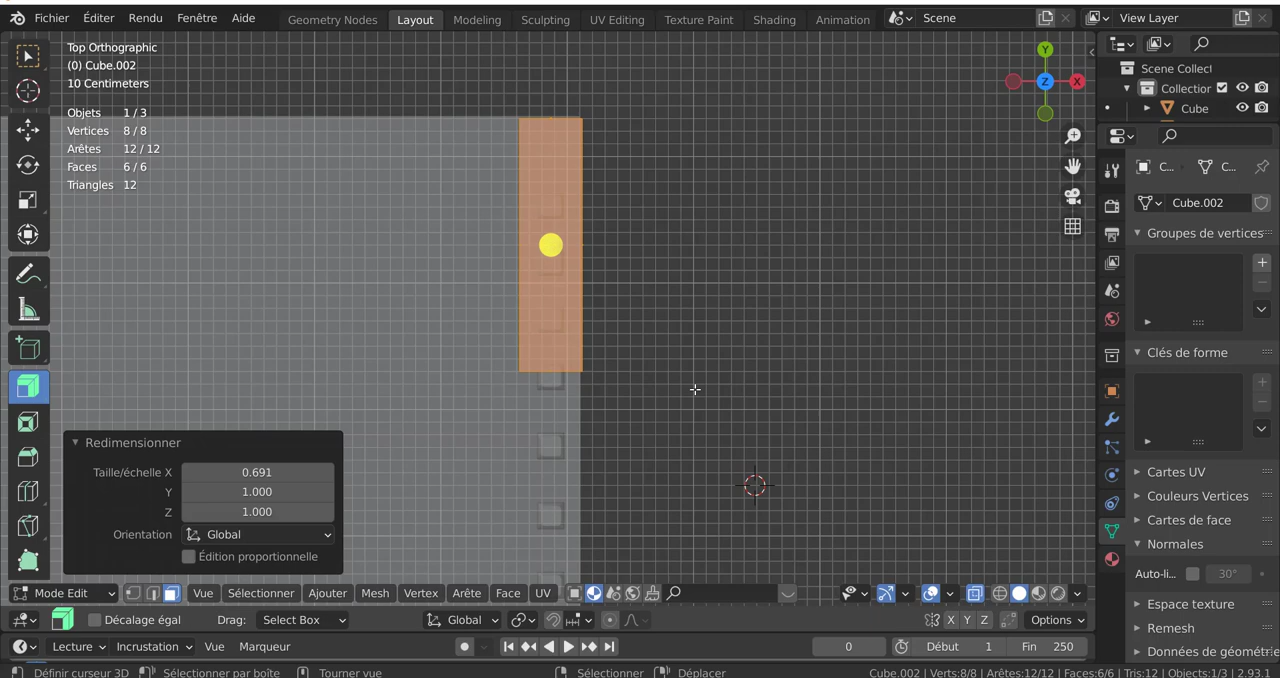 Fichier Éditer Rendu Fenêtre Aide Geometry Nodes Layout Modeling Sculpting UV Editing Texture Paint Shading Animation Scene View Layer
Top Orthographic
(0) Cube.002
10 Centimeters
Objets 1 / 3
Vertices 8 / 8
Arêtes 12 / 12
Faces 6 / 6
Triangles 12
Y
Z
X
Scene Collect
Collectior
Cube
C...
C...
Cube.002
Groupes de vertices
Clés de forme
Cartes UV
Couleurs Vertices
Cartes de face
Normales
Auto-li... 30°
Espace texture
Remesh
Données de géométrie
Redimensionner
Taille/échelle X 0.691
Y 1.000
Z 1.000
Orientation Global
Édition proportionnelle
Mode Edit Vue Sélectionner Ajouter Mesh Vertex Arête Face UV
Décalage égal Drag: Select Box Global X Y Z Options
Lecture Incrustation Vue Marqueur 0 Début 1 Fin 250
Définir curseur 3D Sélectionner par boîte Tourner vue Sélectionner Déplacer Cube.002 | Verts:8/8 | Arêtes:12/12 | Faces:6/6 | Tris:12 | Objets:1/3 | 2.93.1